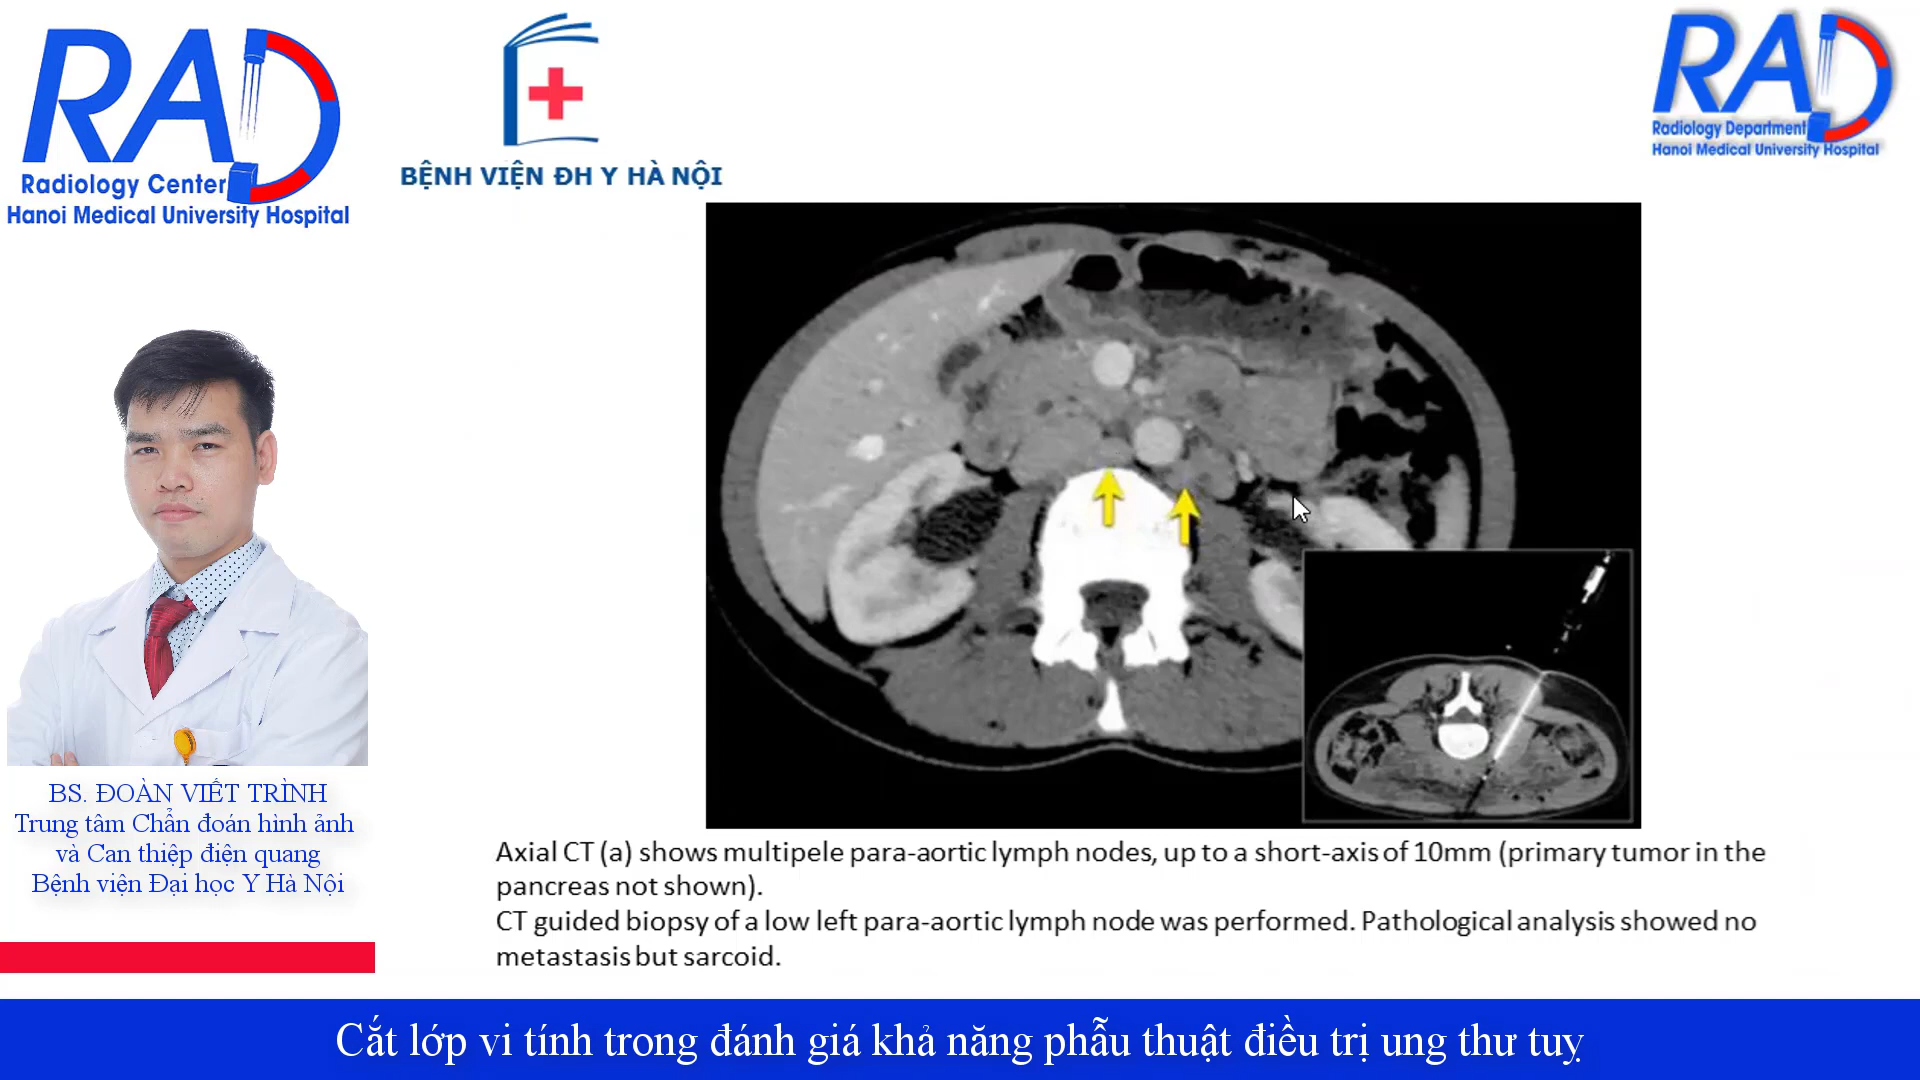 RAD
Radiology Center
Hanoi Medical University Hospital
BỆNH VIỆN ĐH Y HÀ NỘI
RAD
Radiology Department
Hanoi Medical University Hospital
Axial CT (a) shows multipele para-aortic lymph nodes, up to a short-axis of 10mm (primary tumor in the
pancreas not shown).
CT guided biopsy of a low left para-aortic lymph node was performed. Pathological analysis showed no
metastasis but sarcoid.
BS. ĐOÀN VIẾT TRÌNH
Trung tâm Chẩn đoán hình ảnh
và Can thiệp điện quang
Bệnh viện Đại học Y Hà Nội
Cắt lớp vi tính trong đánh giá khả năng phẫu thuật điều trị ung thư tuỵ